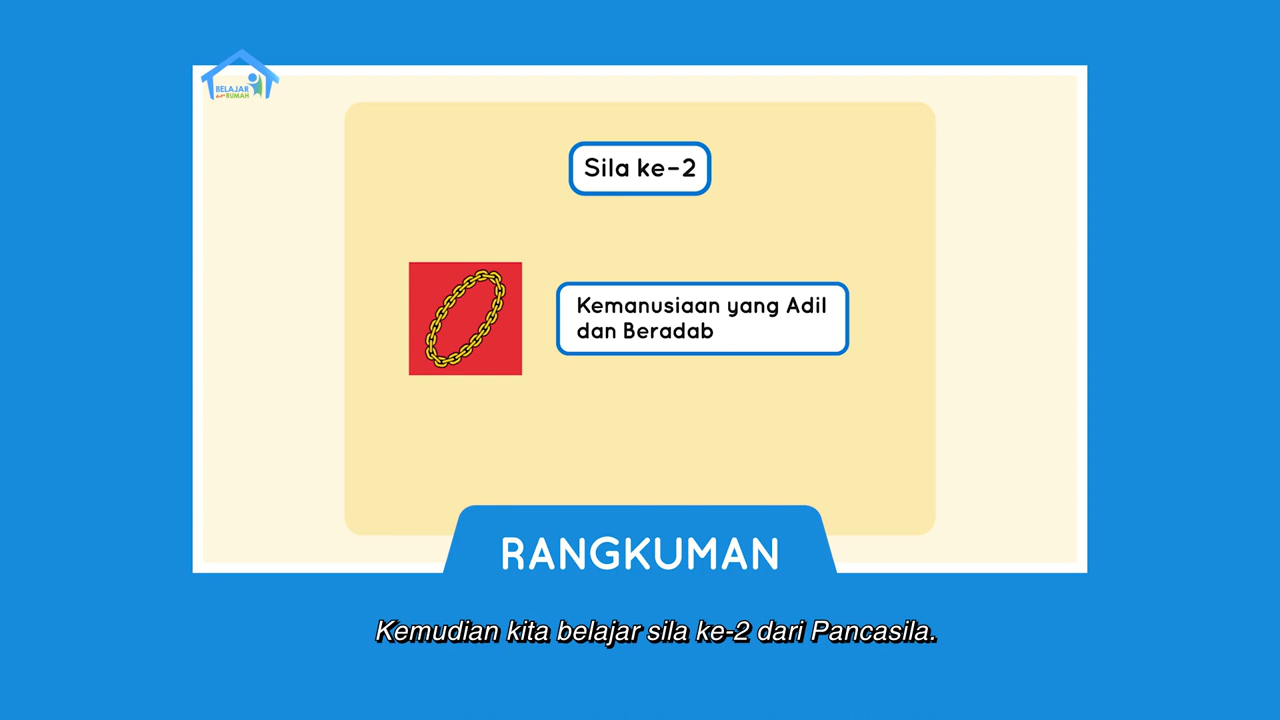 BELAJAR
dari RUMAH
Sila ke-2
Kemanusiaan yang Adil
dan Beradab
RANGKUMAN
Kemudian kita belajar sila ke-2 dari Pancasila.